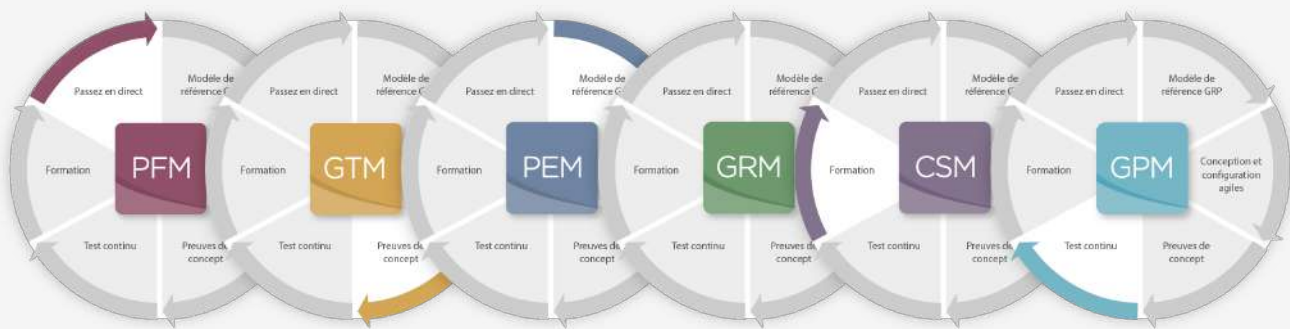 Passez en direct
Modèle de
référence G
Formation
PFM
Test continu
Preuves de
concept
Passez en direct
Modèle de
référence G
Formation
GTM
Test continu
Preuves de
concept
Passez en direct
Modèle de
référence G
Formation
PEM
Test continu
Preuves de
concept
Passez en direct
Modèle de
référence G
Formation
GRM
Test continu
Preuves de
concept
Passez en direct
Modèle de
référence G
Formation
CSM
Test continu
Preuves de
concept
Passez en direct
Modèle de
référence GRP
Formation
GPM
Conception et
configuration
agiles
Test continu
Preuves de
concept